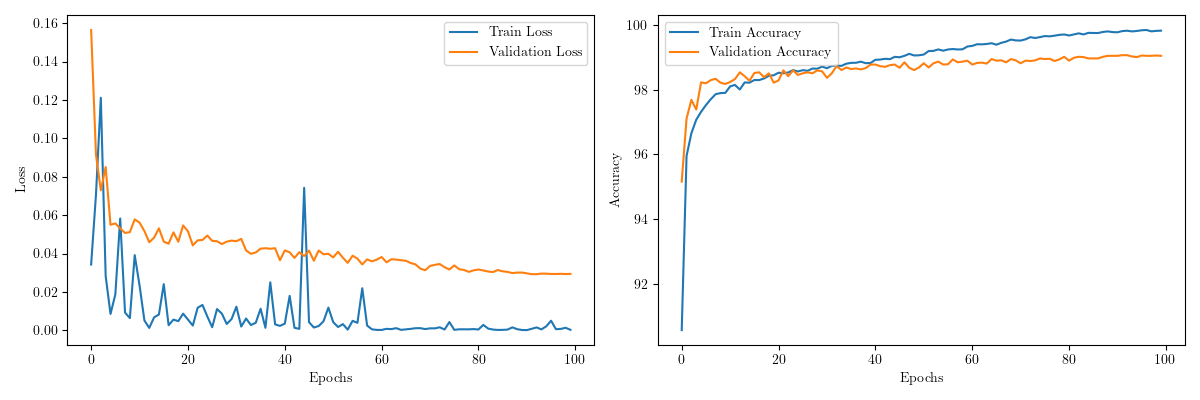 0.16
0.14
0.12
0.10
0.08
0.06
0.04
0.02
0.00
Loss
0 20 40 60 80 100
Epochs
Train Loss
Validation Loss
100
98
96
94
92
Accuracy
0 20 40 60 80 100
Epochs
Train Accuracy
Validation Accuracy